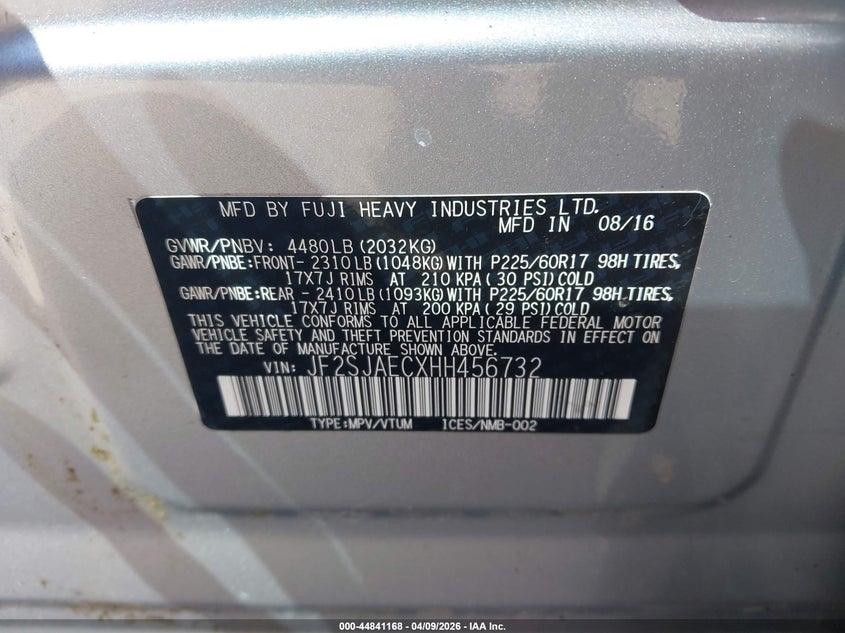 MFD BY FUJI HEAVY INDUSTRIES LTD.
MFD IN 08/16
GVWR/PNBV: 4480LB(2032KG)
GAWR/PNBE:FRONT- 2310LB(1048KG)WITH P225/60R17 98H TIRES,
17X7J RIMS AT 210 KPA(30 PSI)COLD
GAWR/PNBE:REAR - 2410LB(1093KG)WITH P225/60R17 98H TIRES,
17X7J RIMS AT 200 KPA(29 PSI)COLD
THIS VEHICLE CONFORMS TO ALL APPLICABLE FEDERAL MOTOR
VEHICLE SAFETY AND THEFT PREVENTION STANDARDS IN EFFECT ON
THE DATE OF MANUFACTURE SHOWN ABOVE.
VIN: JF2SJAECXHH456732
TYPE:MPV/VTUM ICES/NMB-002
000-44841168 - 04/09/2026 - IAA Inc.